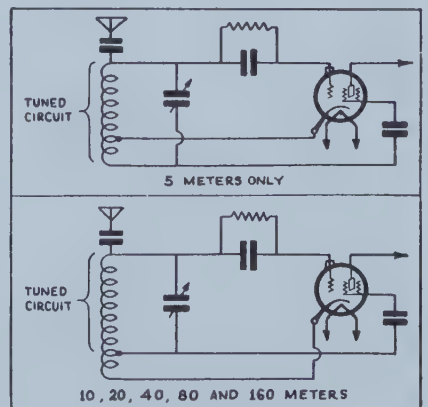 TUNED
CIRCUIT
5 METERS ONLY
TUNED
CIRCUIT
10, 20, 40, 80 AND 160 METERS